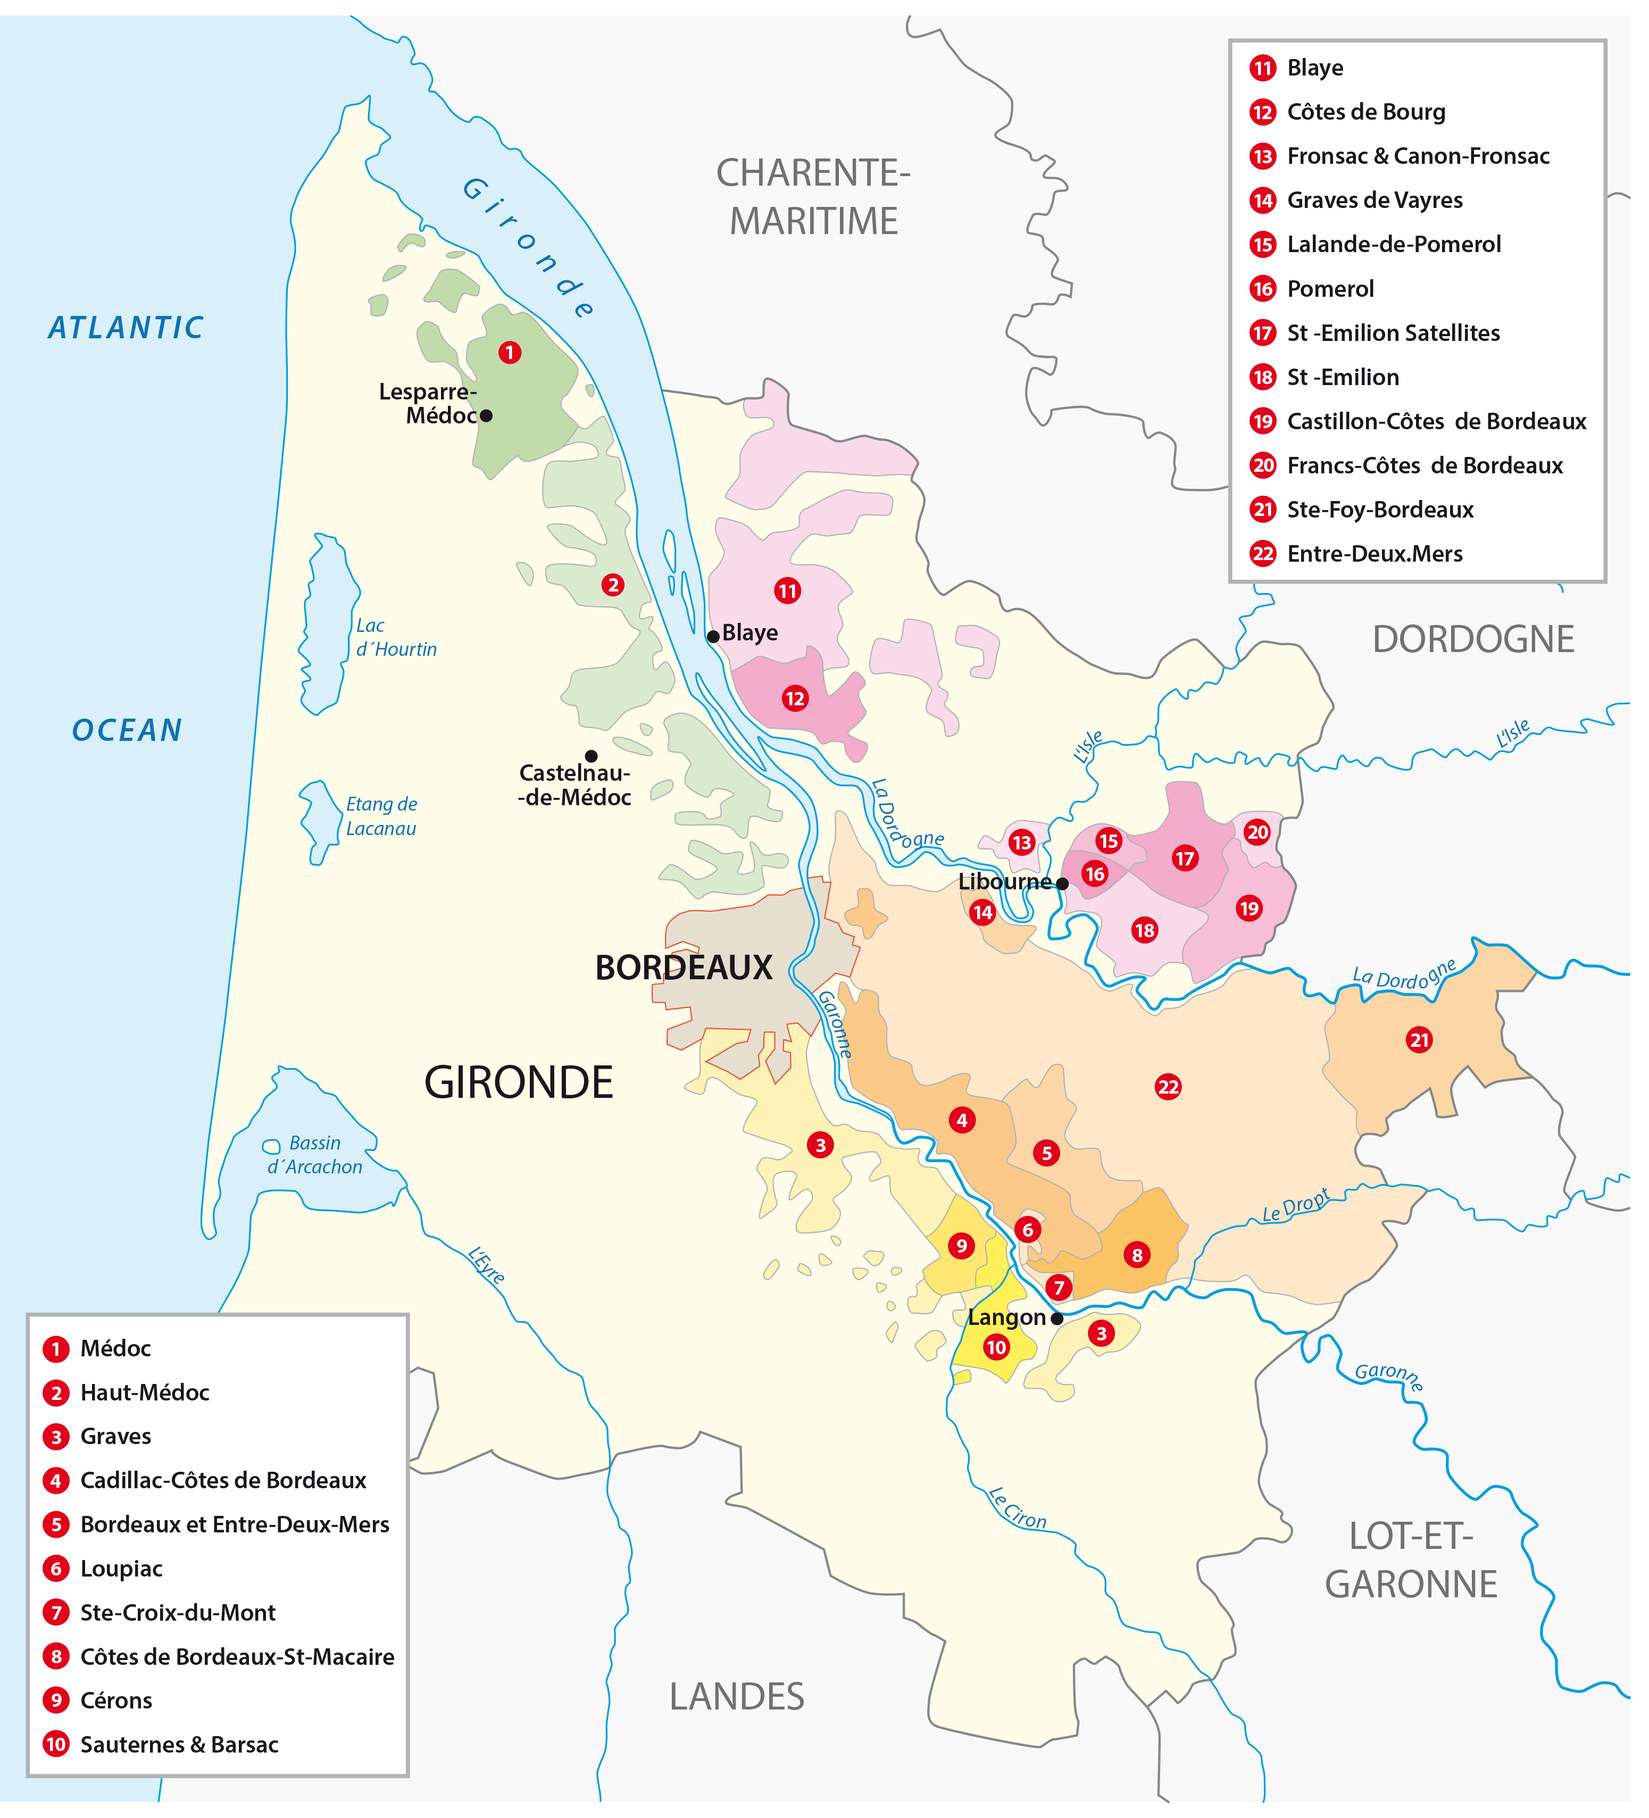 CHARENTE-
MARITIME
Gironde
ATLANTIC
OCEAN
11 Blaye
12 Côtes de Bourg
13 Fronsac & Canon-Fronsac
14 Graves de Vayres
15 Lalande-de-Pomerol
16 Pomerol
17 St -Emilion Satellites
18 St -Emilion
19 Castillon-Côtes de Bordeaux
20 Francs-Côtes de Bordeaux
21 Ste-Foy-Bordeaux
22 Entre-Deux.Mers
1
Lesparre-
Médoc
2
11
Blaye
12
Lac
d´Hourtin
DORDOGNE
L'Isle
L'Isle
Castelnau-
-de-Médoc
Etang de
Lacanau
La Dordogne
13
15
16
17
20
Libourne
14
18
19
BORDEAUX
Garonne
La Dordogne
21
GIRONDE
22
4
5
3
Bassin
d´Arcachon
Le Dropt
L'Eyre
6
9
8
7
Langon
10
3
Garonne
Le Ciron
LOT-ET-
GARONNE
LANDES
1 Médoc
2 Haut-Médoc
3 Graves
4 Cadillac-Côtes de Bordeaux
5 Bordeaux et Entre-Deux-Mers
6 Loupiac
7 Ste-Croix-du-Mont
8 Côtes de Bordeaux-St-Macaire
9 Cérons
10 Sauternes & Barsac